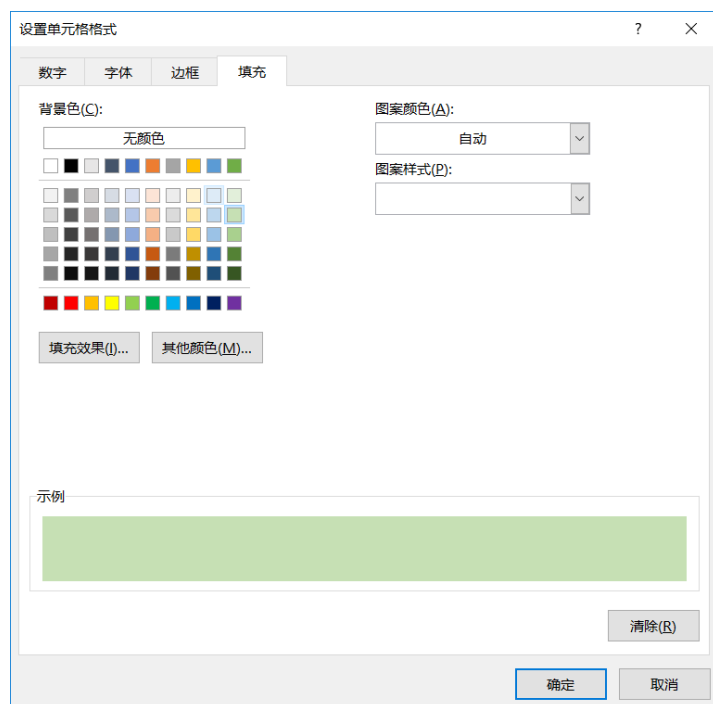 设置单元格格式
?
数字 字体 边框 填充
背景色(C):
无颜色
图案颜色(A):
自动
图案样式(P):
填充效果(I)... 其他颜色(M)...
示例
清除(R)
确定 取消